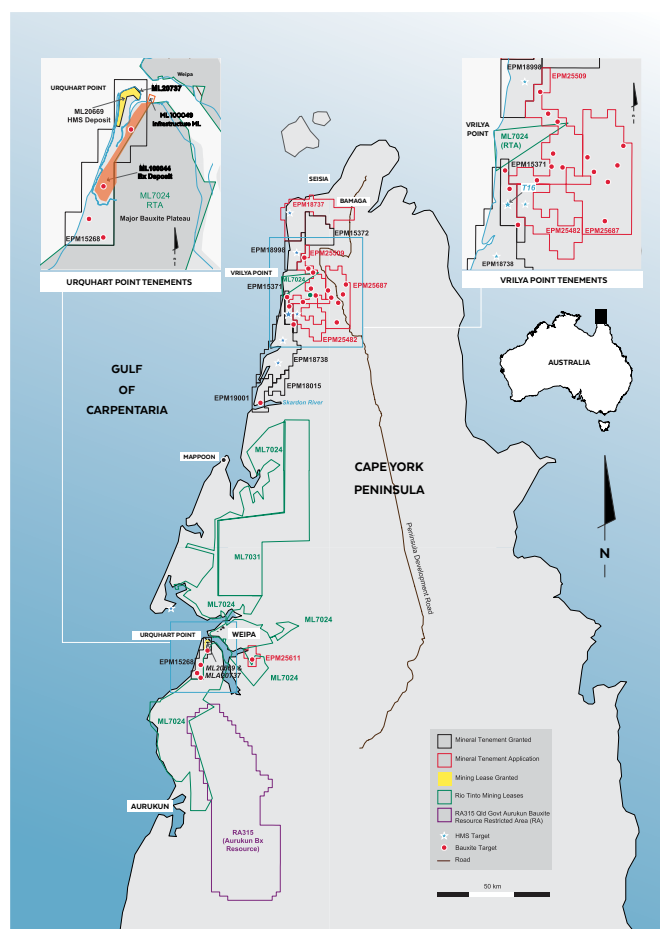 URQUHART POINT
Weipa
ML20737
ML20669
HMS Deposit
ML100049
Infrastructure ML
Bx Deposit
ML7024
RTA
Major Bauxite Plateau
EPM15268
URQUHART POINT TENEMENTS
EPM18998
EPM25509
VRILYA
POINT
ML7024
(RTA)
EPM15371
T16
EPM25482
EPM25687
EPM18738
VRILYA POINT TENEMENTS
SEISIA
BAMAGA
EPM18737
EPM15372
EPM18998
EPM25509
VRILYA POINT
ML7024
EPM15371
EPM25687
EPM25482
EPM18738
EPM18015
EPM19001
Skardon River
AUSTRALIA
GULF
OF
CARPENTARIA
MAPPOON
ML7024
CAPE YORK
PENINSULA
Peninsula Development Road
N
ML7031
ML7024
ML7024
URQUHART POINT
WEIPA
EPM15268
EPM25611
ML20669 &
MLA00737
ML7024
ML7024
AURUKUN
RA315
(Aurukun Bx
Resource)
Mineral Tenement Granted
Mineral Tenement Application
Mining Lease Granted
Rio Tinto Mining Leases
RA315 Qld Govt Aurukun Bauxite
Resource Restricted Area (RA)
HMS Target
Bauxite Target
Road
50 km